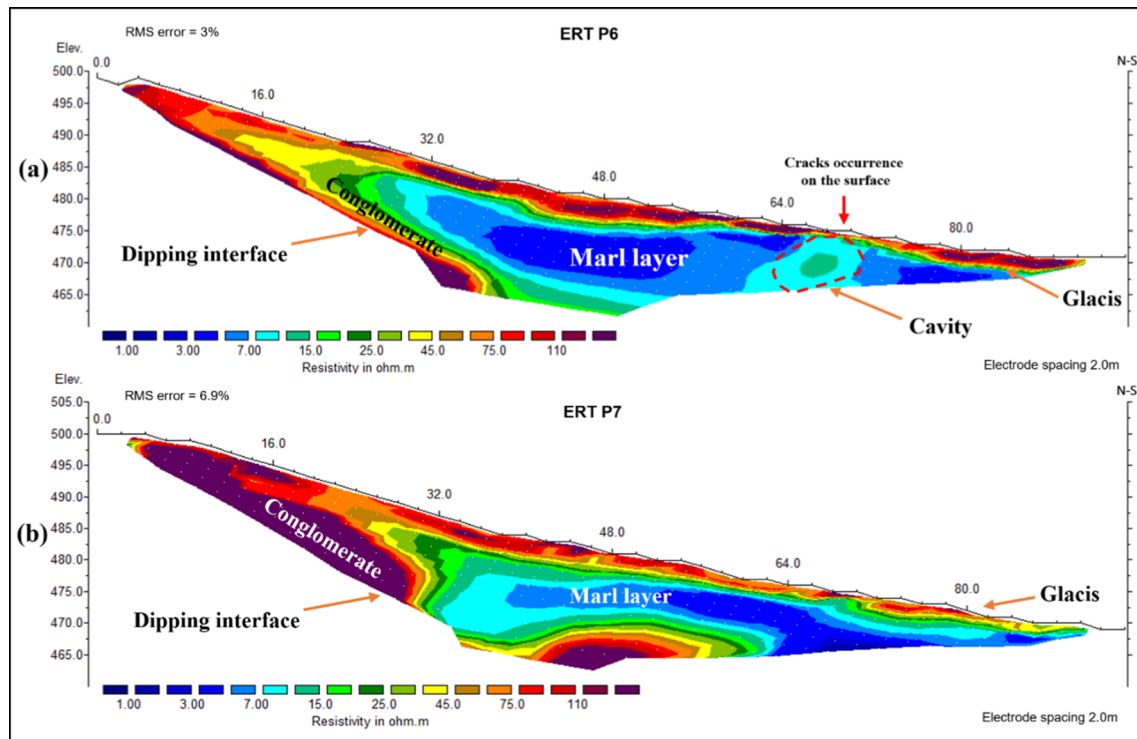 RMS error = 3%
ERT P6
Elev.
N-S
500.0
0.0
495.0
16.0
490.0
(a)
485.0
32.0
Cracks occurrence
on the surface
480.0
48.0
Conglomerate
64.0
475.0
80.0
Dipping interface
Marl layer
470.0
465.0
Glacis
Cavity
1.00 3.00 7.00 15.0 25.0 45.0 75.0 110
Resistivity in ohm.m
Electrode spacing 2.0m
RMS error = 6.9%
ERT P7
Elev.
N-S
505.0
0.0
500.0
16.0
495.0
490.0
32.0
(b)
485.0
Conglomerate
48.0
480.0
64.0
475.0
Marl layer
80.0
Glacis
470.0
Dipping interface
465.0
1.00 3.00 7.00 15.0 25.0 45.0 75.0 110
Resistivity in ohm.m
Electrode spacing 2.0m